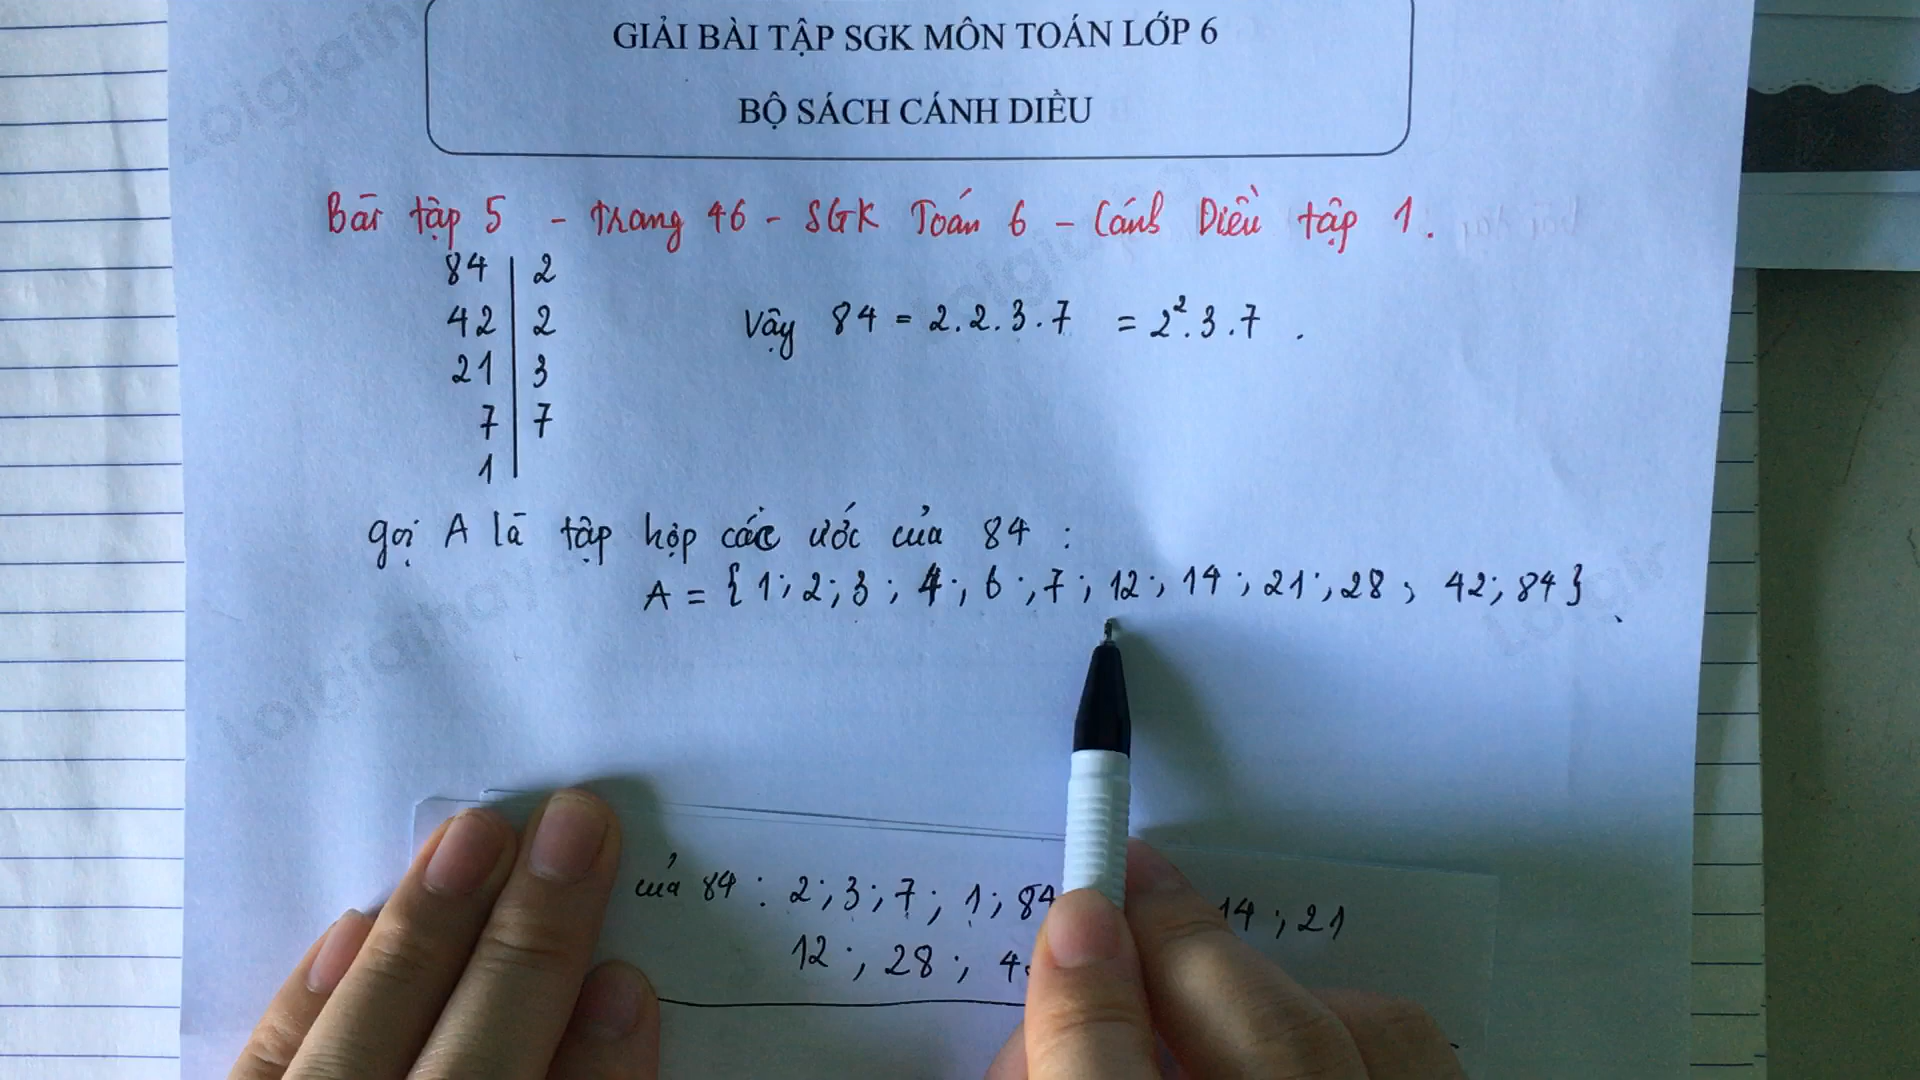 GIẢI BÀI TẬP SGK MÔN TOÁN LỚP 6
BỘ SÁCH CÁNH DIỀU
Bài tập 5 - Trang 46 - SGK Toán 6 - Cánh Diều tập 1.
84 | 2
42 | 2
21 | 3
7 | 7
1 |
Vậy 84 = 2.2.3.7 = 2².3.7 .
gọi A là tập hợp các ước của 84 :
A = {1; 2; 3; 4; 6; 7; 12; 14; 21; 28; 42; 84}.
của 84 : 2; 3; 7; 1; 84 14; 21
12; 28;